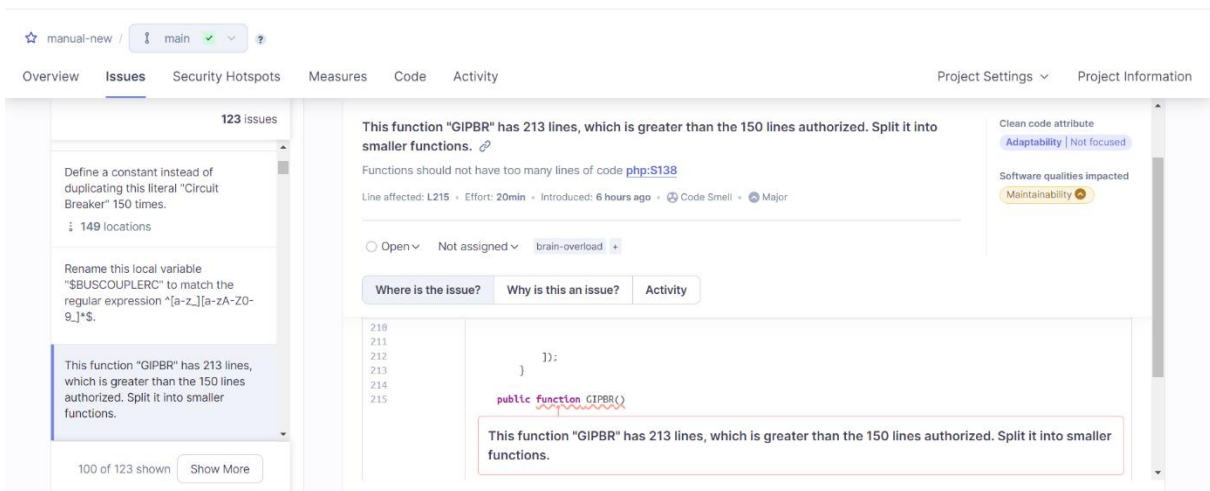 manual-new / main ?
Overview Issues Security Hotspots Measures Code Activity Project Settings Project Information
123 issues
Define a constant instead of
duplicating this literal "Circuit
Breaker" 150 times.
149 locations
Rename this local variable
"$BUSCOUPLERC" to match the
regular expression ^[a-z_][a-zA-Z0-
9_]*$.
This function "GIPBR" has 213 lines,
which is greater than the 150 lines
authorized. Split it into smaller
functions.
100 of 123 shown Show More
This function "GIPBR" has 213 lines, which is greater than the 150 lines authorized. Split it into
smaller functions.
Functions should not have too many lines of code php:S138
Line affected: L215 • Effort: 20min • Introduced: 6 hours ago • Code Smell • Major
Open Not assigned brain-overload +
Where is the issue? Why is this an issue? Activity
210
211
212 ]);
213 }
214
215 public function GIPBR()
This function "GIPBR" has 213 lines, which is greater than the 150 lines authorized. Split it into smaller
functions.
Clean code attribute
Adaptability | Not focused
Software qualities impacted
Maintainability